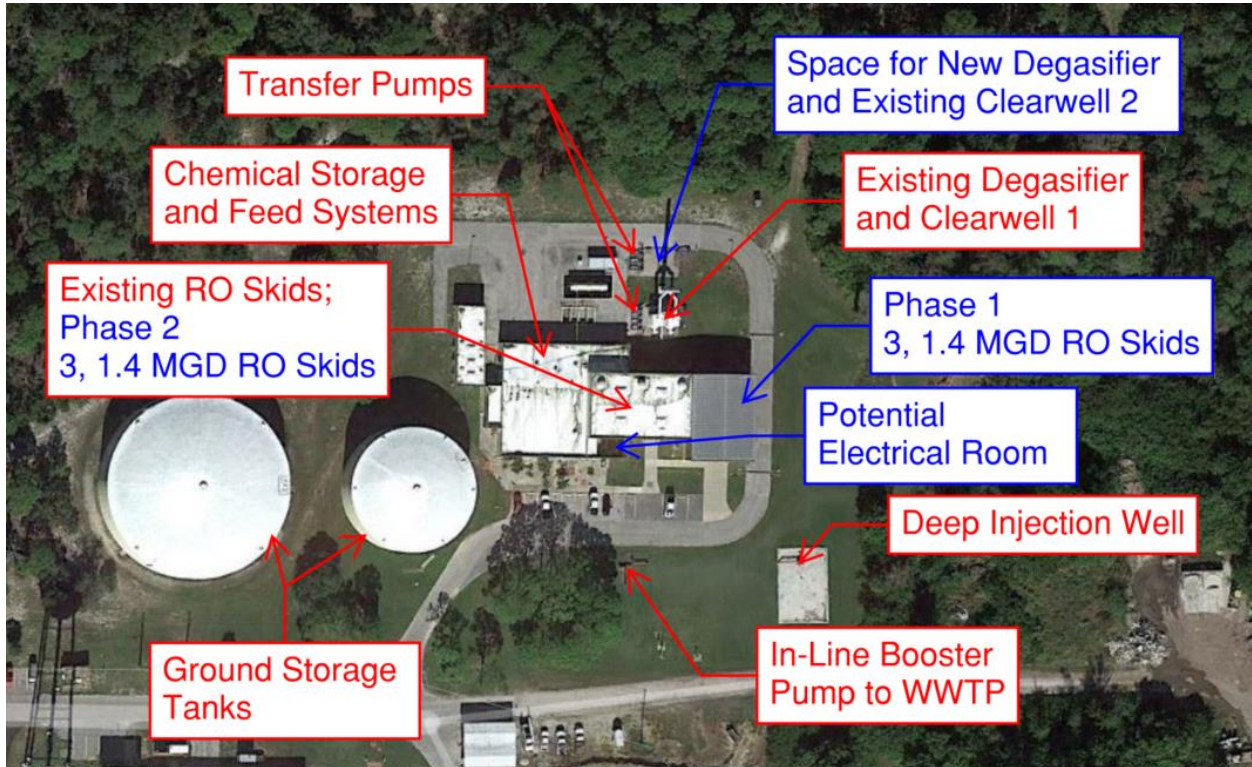 Transfer Pumps
Space for New Degasifier
and Existing Clearwell 2
Chemical Storage
and Feed Systems
Existing Degasifier
and Clearwell 1
Existing RO Skids;
Phase 2
3, 1.4 MGD RO Skids
Phase 1
3, 1.4 MGD RO Skids
Potential
Electrical Room
Deep Injection Well
Ground Storage
Tanks
In-Line Booster
Pump to WWTP